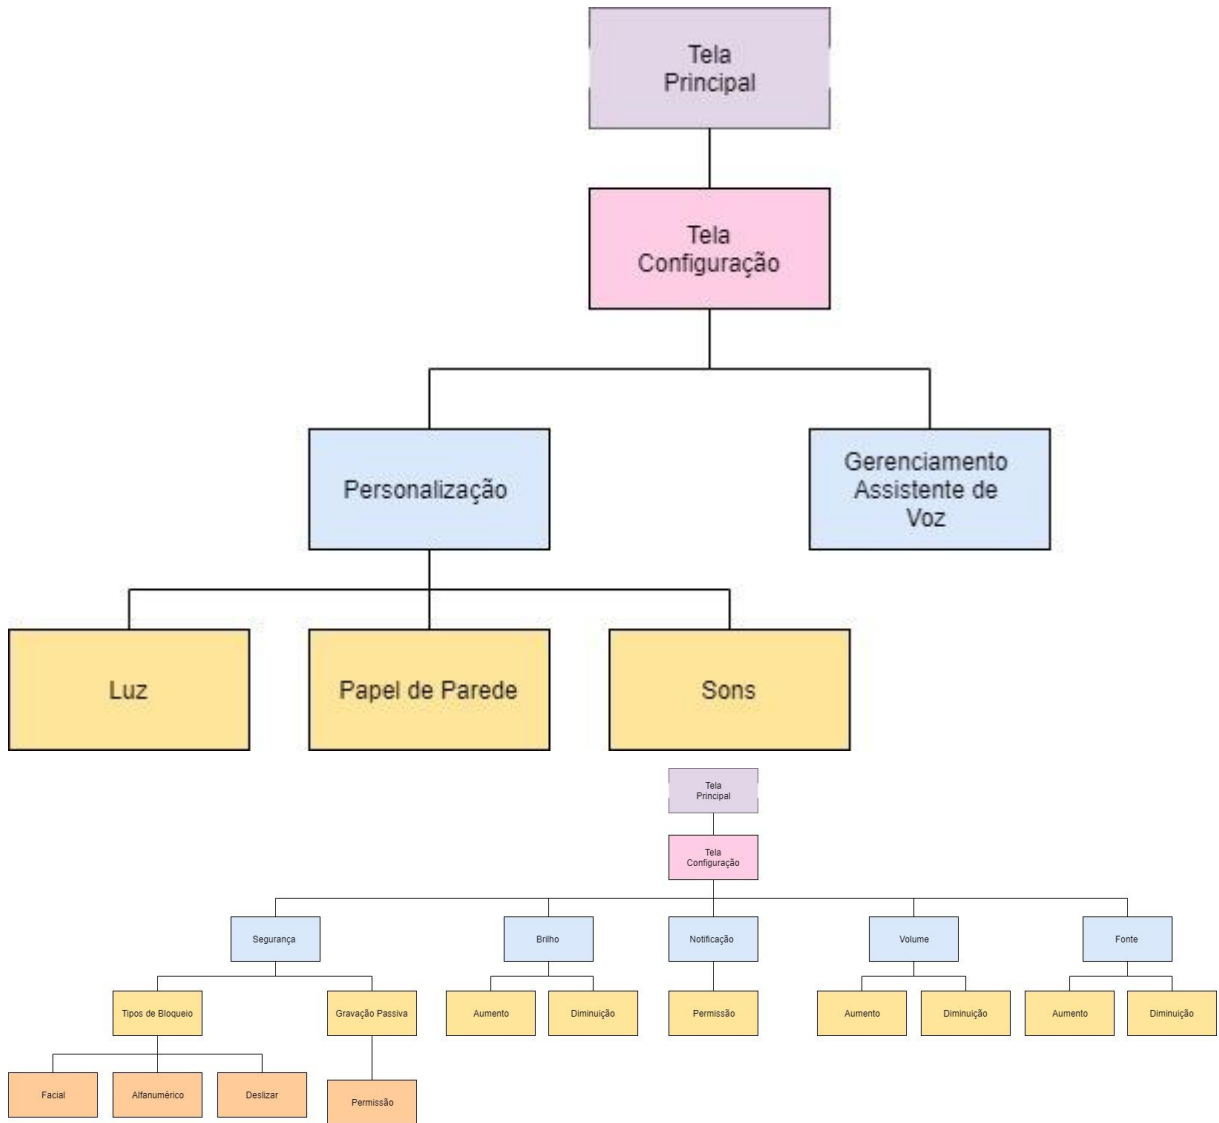 Tela
Principal
Tela
Configuração
Personalização
Gerenciamento
Assistente de
Voz
Luz
Papel de Parede
Sons
Tela
Principal
Tela
Configuração
Segurança
Brilho
Notificação
Volume
Fonte
Tipos de Bloqueio
Gravação Passiva
Aumento
Diminuição
Permissão
Aumento
Diminuição
Aumento
Diminuição
Facial
Alfanumérico
Deslizar
Permissão